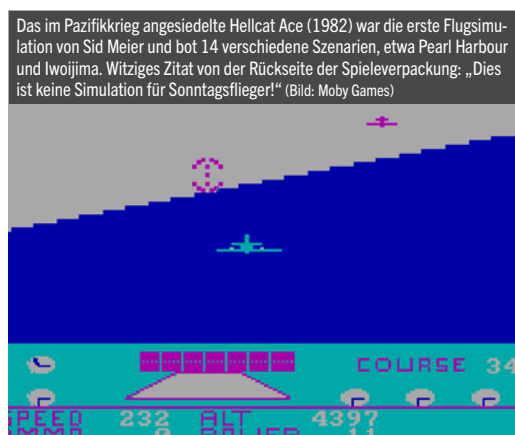 Das im Pazifikkrieg angesiedelte Hellcat Ace (1982) war die erste Flugsimu-
lation von Sid Meier und bot 14 verschiedene Szenarien, etwa Pearl Harbour
und Iwoijima. Witziges Zitat von der Rückseite der Spieleverpackung: „Dies
ist keine Simulation für Sonntagsflieger!“ (Bild: Moby Games)
COURSE 34
SPEED 232 ALT 4397